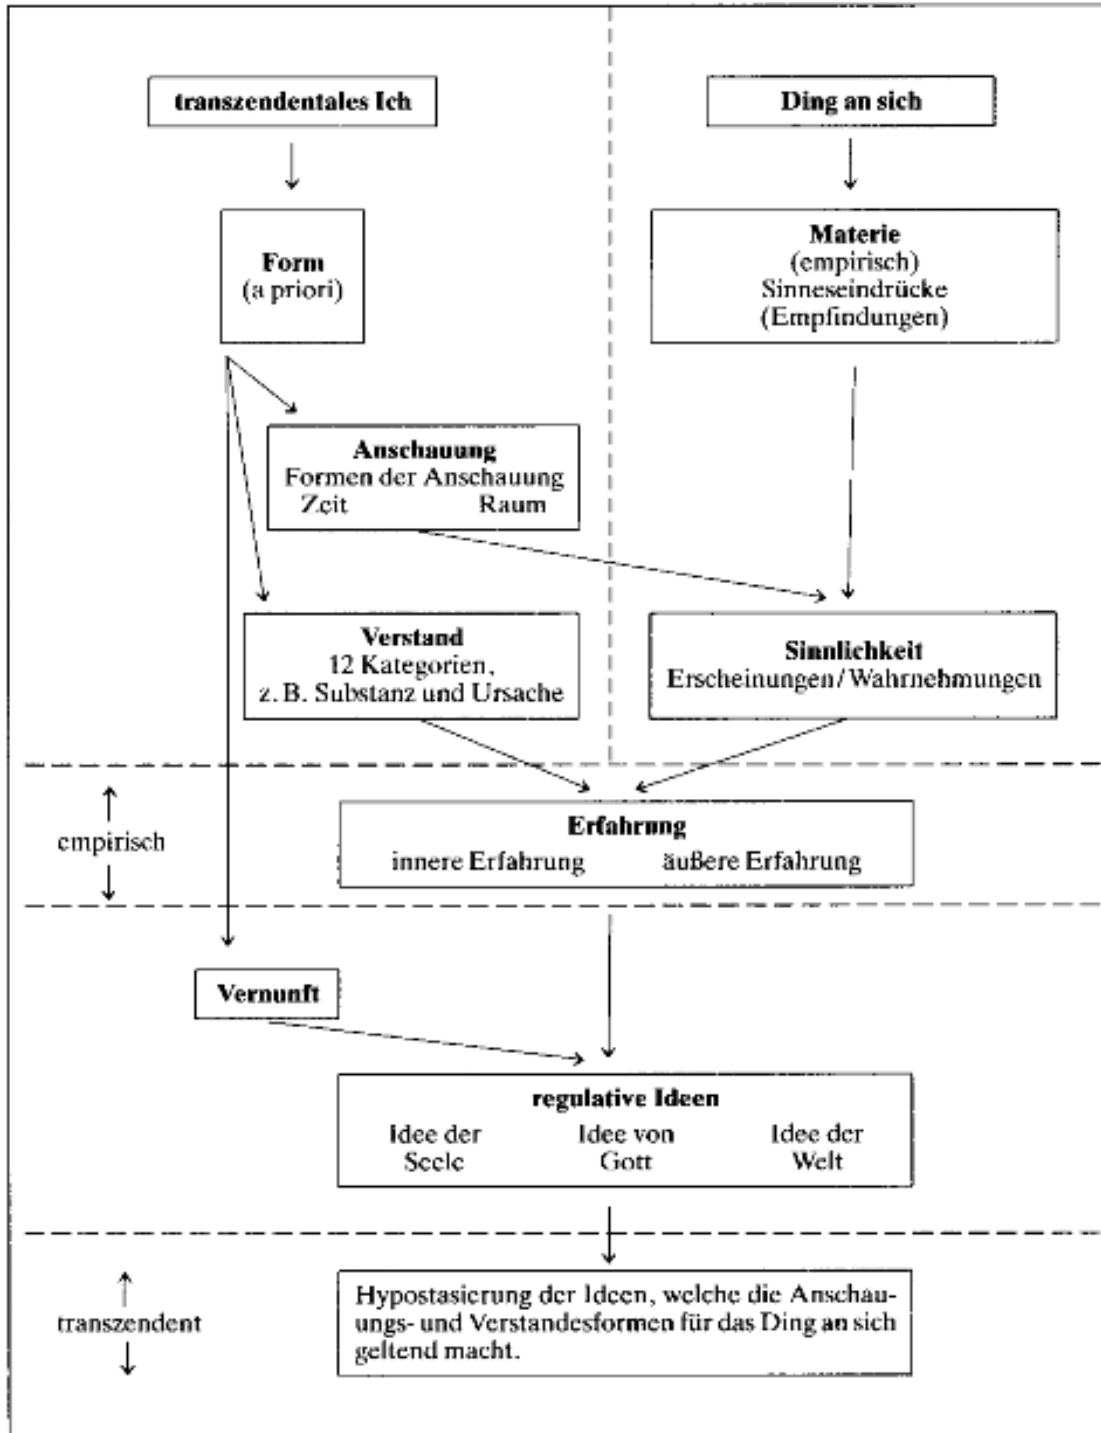 transzendentales Ich
Ding an sich
Form
(a priori)
Materie
(empirisch)
Sinneseindrücke
(Empfindungen)
Anschauung
Formen der Anschauung
Zeit Raum
Verstand
12 Kategorien,
z. B. Substanz und Ursache
Sinnlichkeit
Erscheinungen/Wahrnehmungen
empirisch
Erfahrung
innere Erfahrung äußere Erfahrung
Vernunft
regulative Ideen
Idee der Idee von Idee der
Seele Gott Welt
transzendent
Hypostasierung der Ideen, welche die Anschau-
ungs- und Verstandesformen für das Ding an sich
geltend macht.